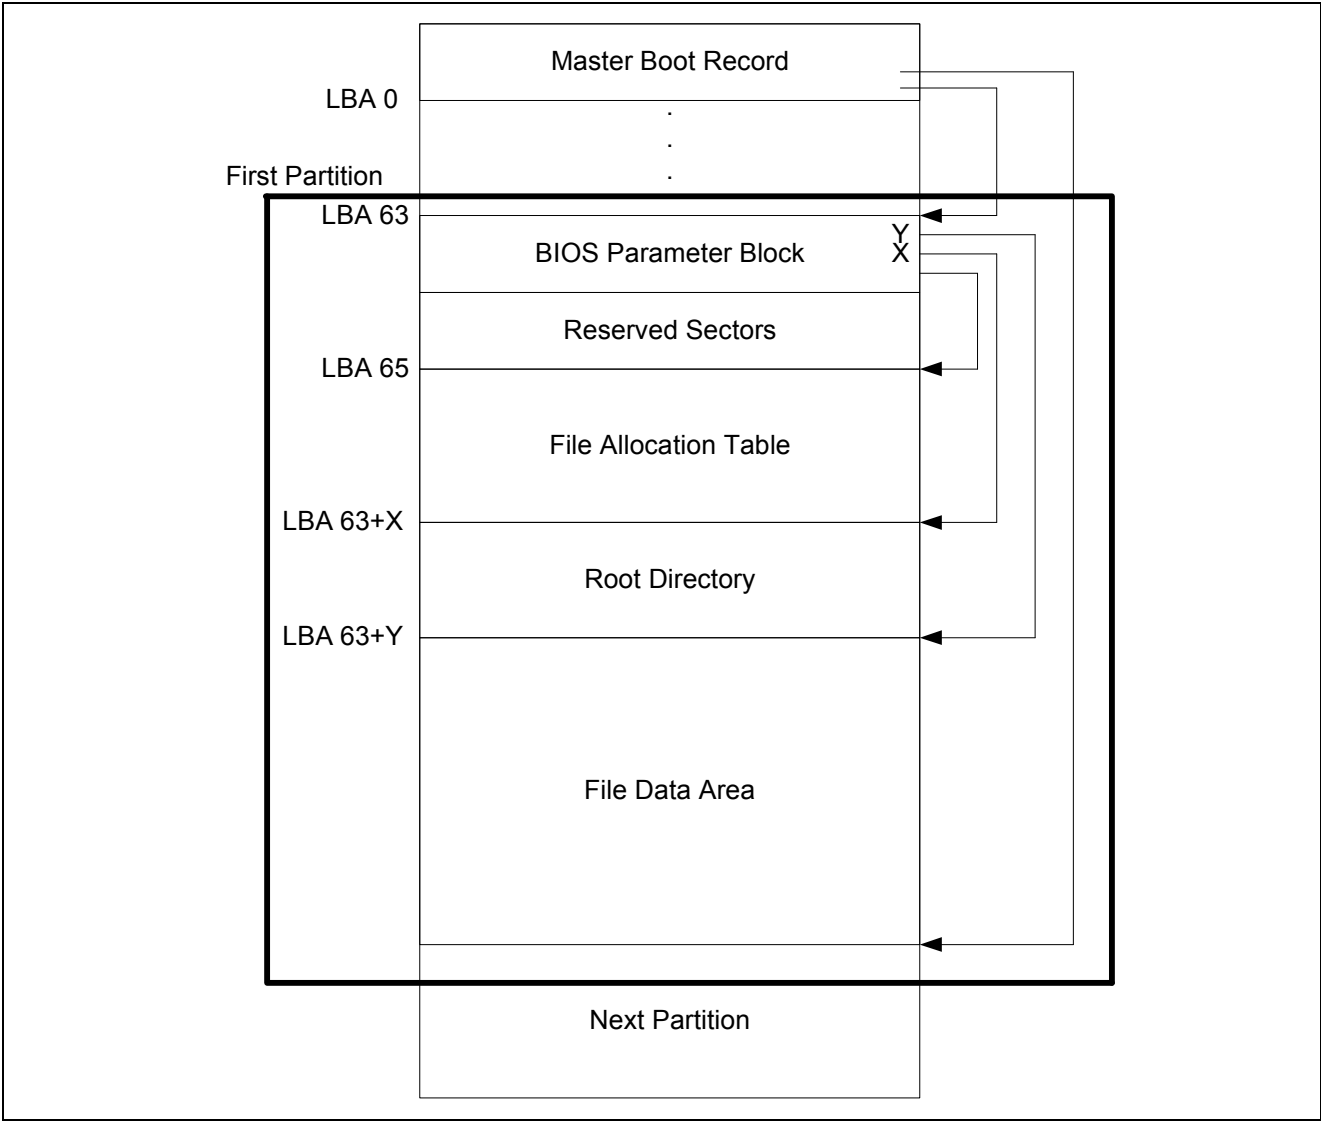 Master Boot Record
LBA 0
.
.
.
First Partition
LBA 63
Y
BIOS Parameter Block X
Reserved Sectors
LBA 65
File Allocation Table
LBA 63+X
Root Directory
LBA 63+Y
File Data Area
Next Partition